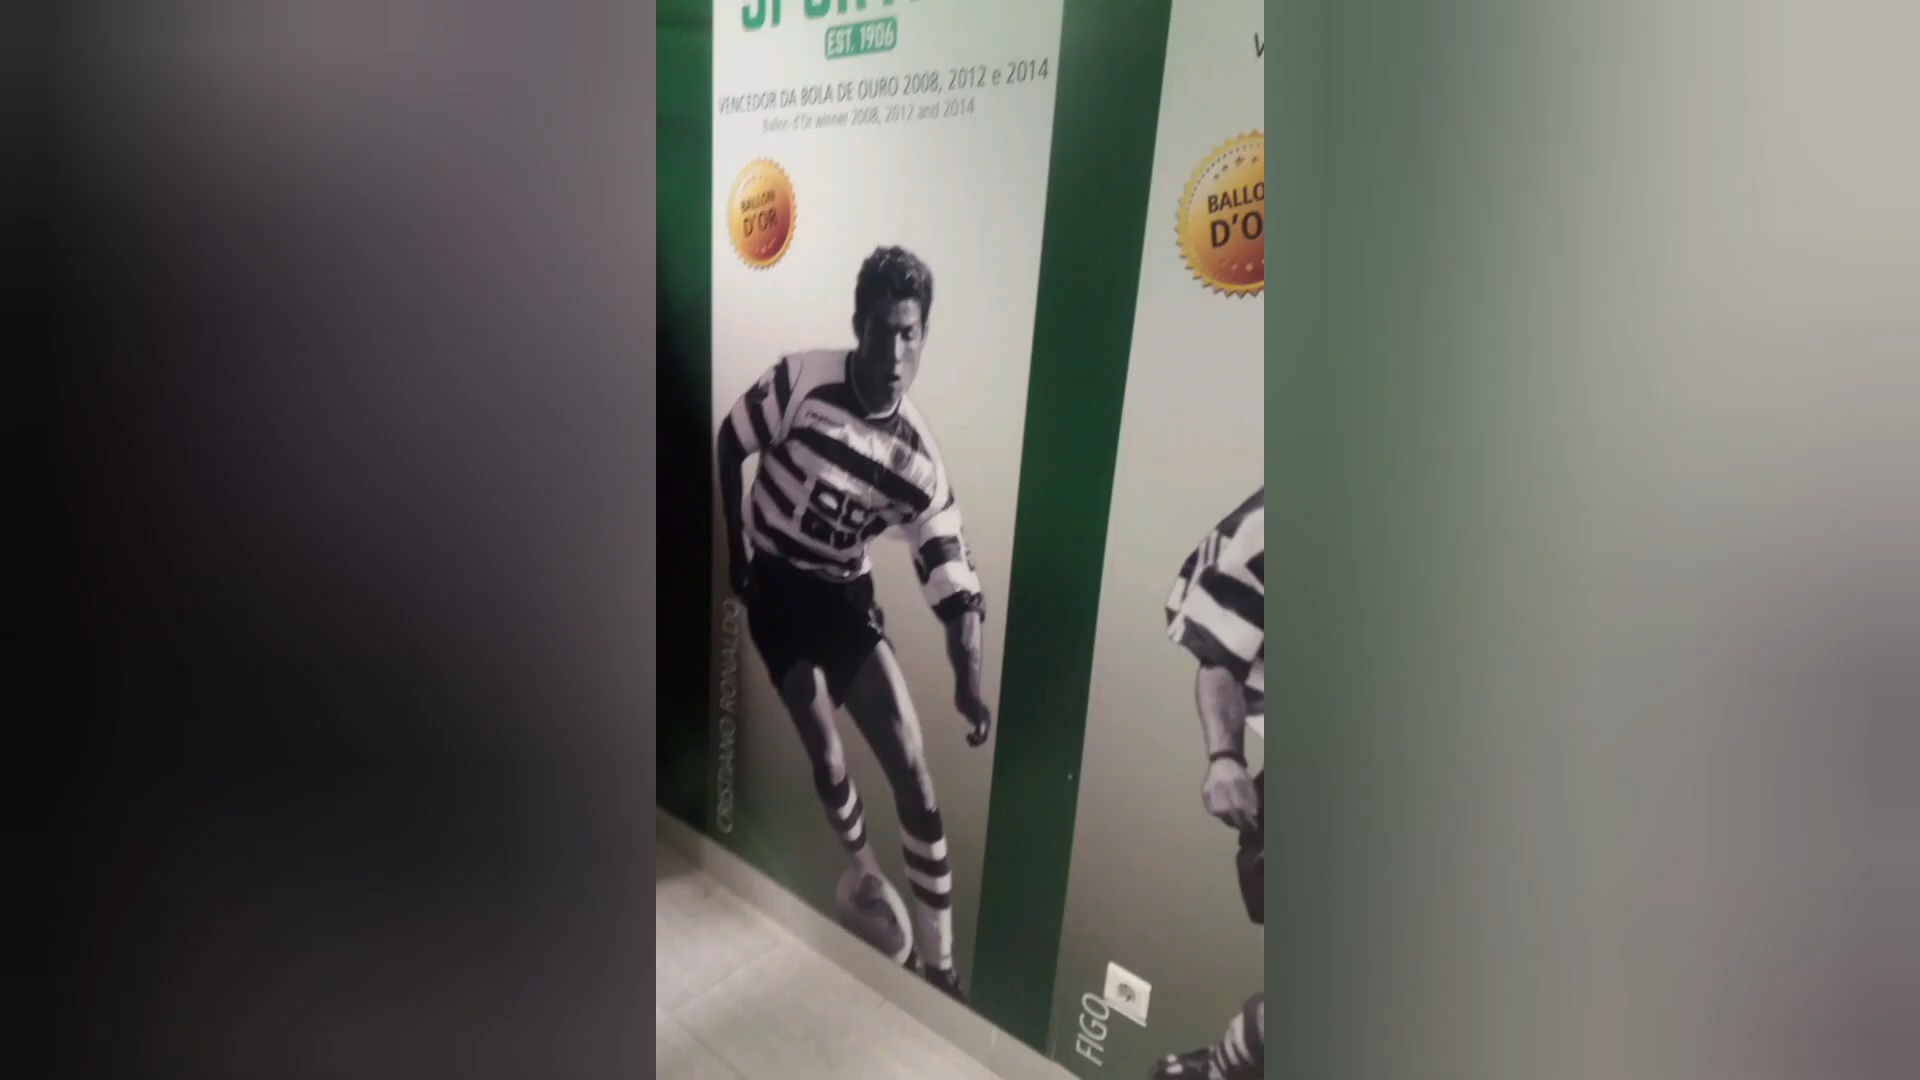 EST. 1906
VENCEDOR DA BOLA DE OURO 2008, 2012 e 2014
Ballon d'Or winner 2008, 2012 and 2014
BALLON
D'OR
BALLO
D'O
CRISTIANO RONALDO
FIGO